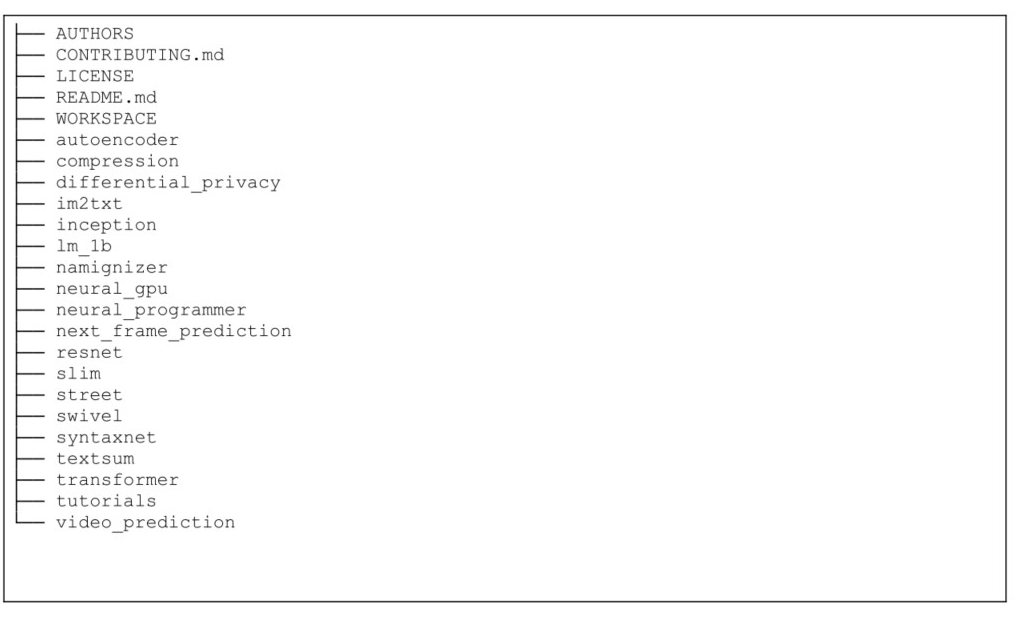 ├── AUTHORS
├── CONTRIBUTING.md
├── LICENSE
├── README.md
├── WORKSPACE
├── autoencoder
├── compression
├── differential_privacy
├── im2txt
├── inception
├── lm_1b
├── namignizer
├── neural_gpu
├── neural_programmer
├── next_frame_prediction
├── resnet
├── slim
├── street
├── swivel
├── syntaxnet
├── textsum
├── transformer
├── tutorials
└── video_prediction